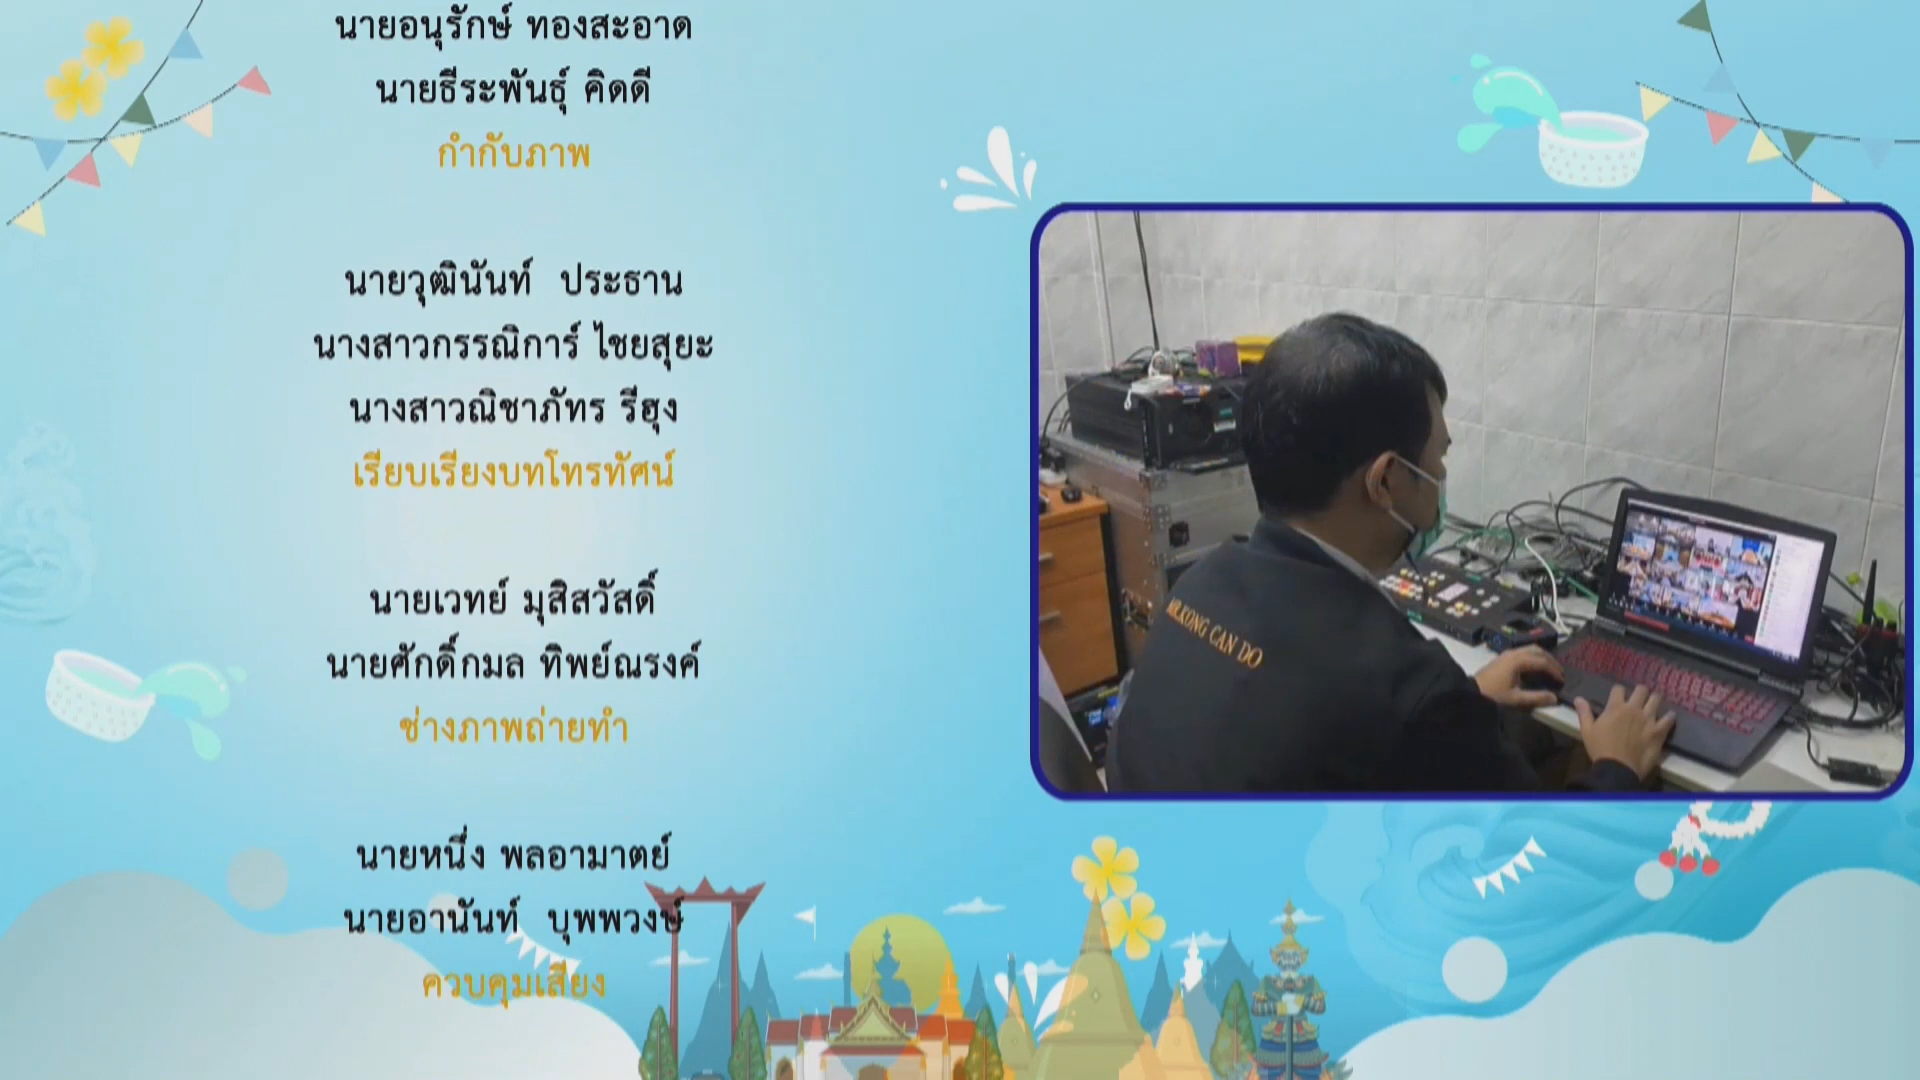 นายอนุรักษ์ ทองสะอาด
นายธีระพันธุ์ คิดดี
กำกับภาพ
นายวุฒินันท์ ประธาน
นางสาวกรรณิการ์ ไชยสุยะ
นางสาวณิชาภัทร รีฮุง
เรียบเรียงบทโทรทัศน์
นายเวทย์ มุสิสวัสดิ์
นายศักดิ์กมล ทิพย์ณรงค์
ช่างภาพถ่ายทำ
นายหนึ่ง พลอามาตย์
นายอานันท์ บุพพวงษ์
ควบคุมเสียง
MEKONG CAN DO